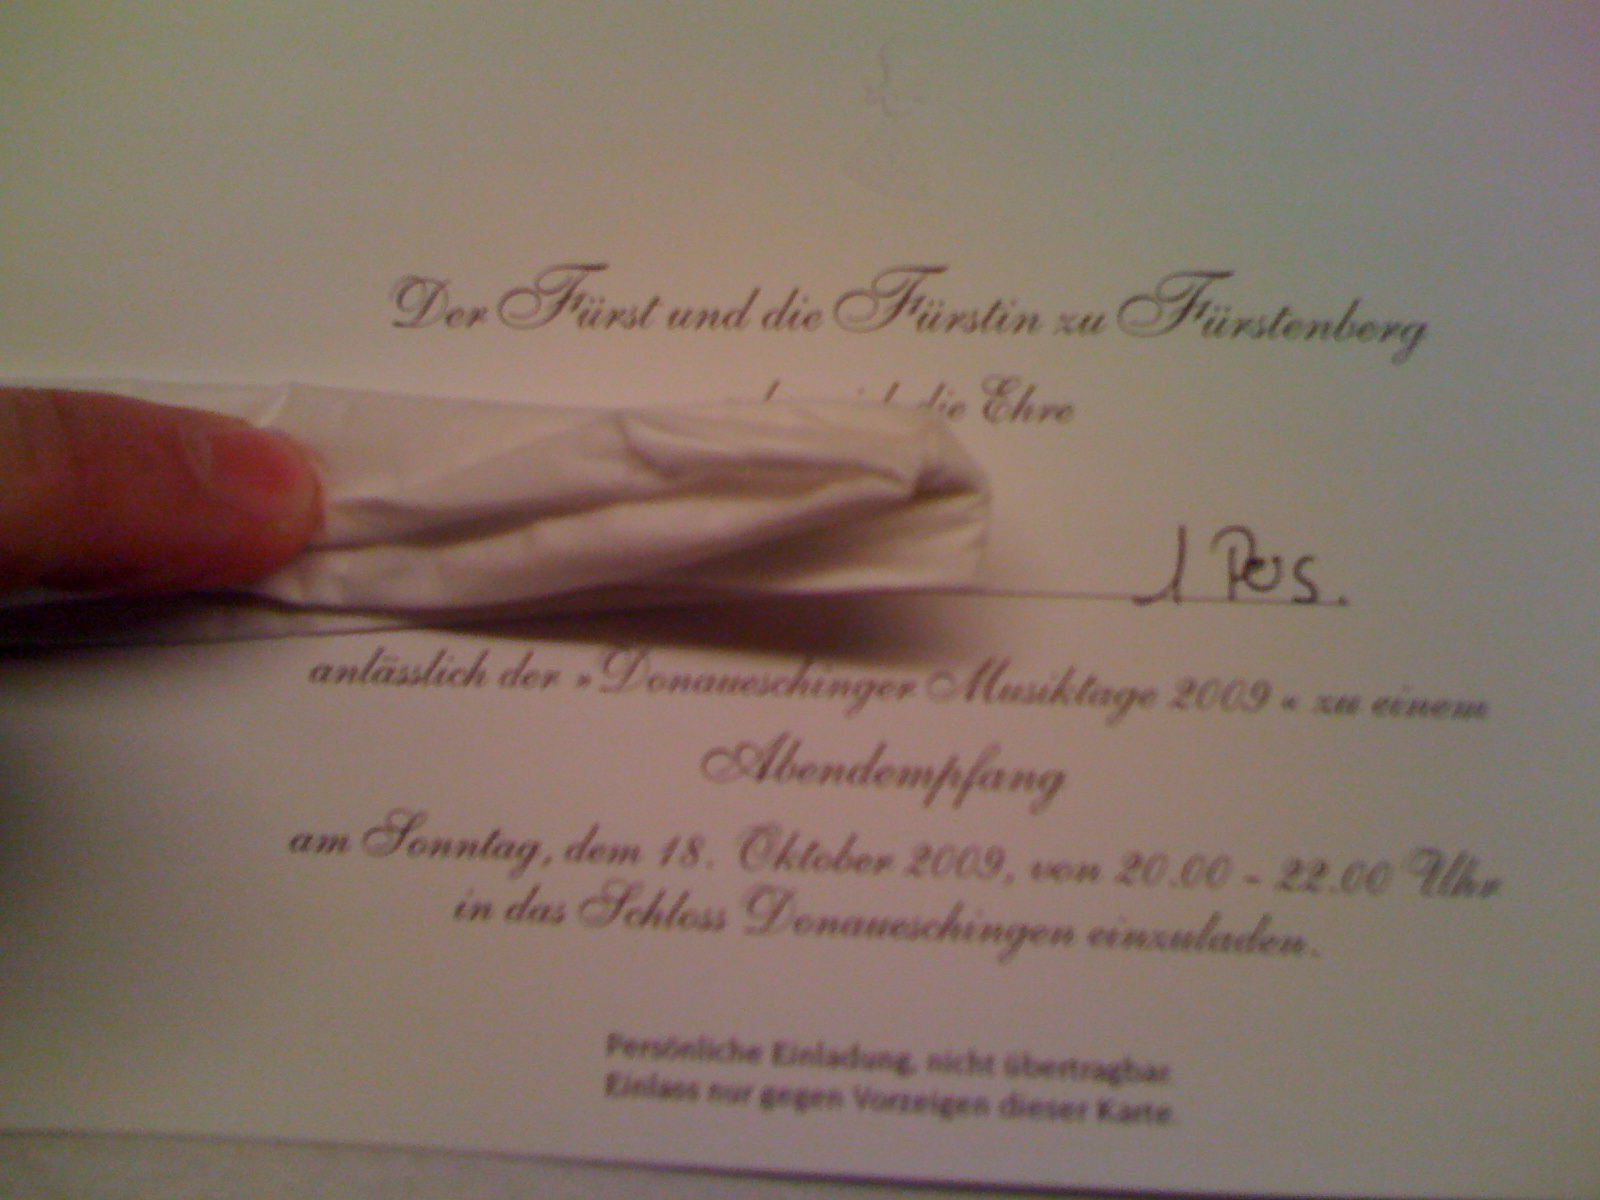 Der Fürst und die Fürstin zu Fürstenberg
die Ehre
1 Pers.
anlässlich der »Donaueschinger Musiktage 2009« zu einem
Abendempfang
am Sonntag, dem 18. Oktober 2009, von 20.00 - 22.00 Uhr
in das Schloss Donaueschingen einzuladen.
Persönliche Einladung, nicht übertragbar.
Einlass nur gegen Vorzeigen dieser Karte.